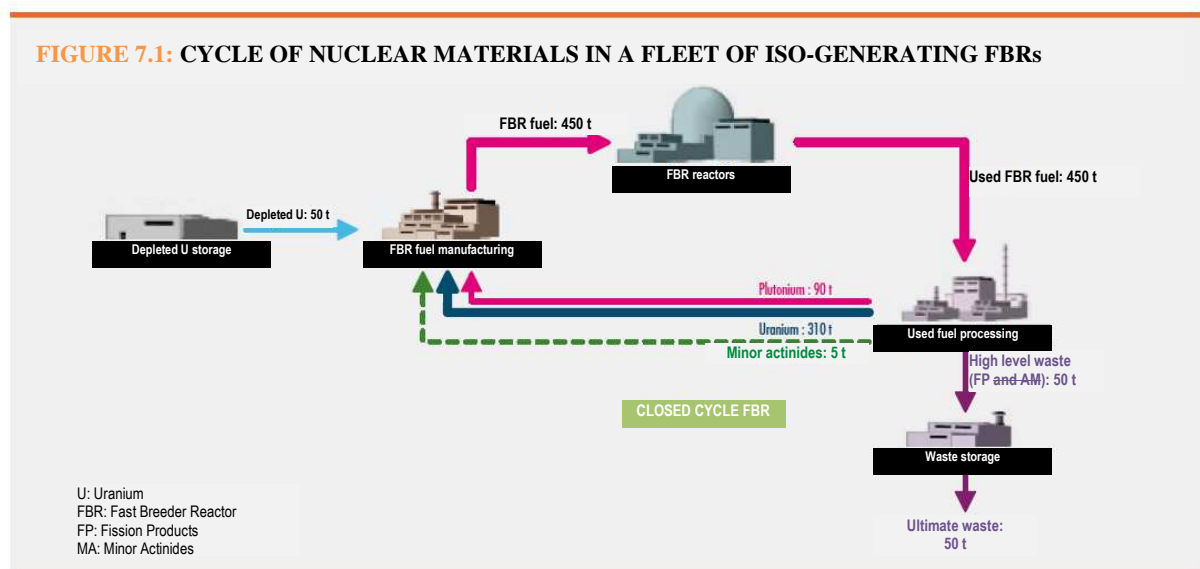 FIGURE 7.1: CYCLE OF NUCLEAR MATERIALS IN A FLEET OF ISO-GENERATING FBRs
FBR fuel: 450 t
FBR reactors
Used FBR fuel: 450 t
Depleted U: 50 t
Depleted U storage
FBR fuel manufacturing
Plutonium : 90 t
Uranium : 310 t
Minor actinides: 5 t
Used fuel processing
High level waste
(FP and AM): 50 t
CLOSED CYCLE FBR
Waste storage
U: Uranium
FBR: Fast Breeder Reactor
FP: Fission Products
MA: Minor Actinides
Ultimate waste:
50 t